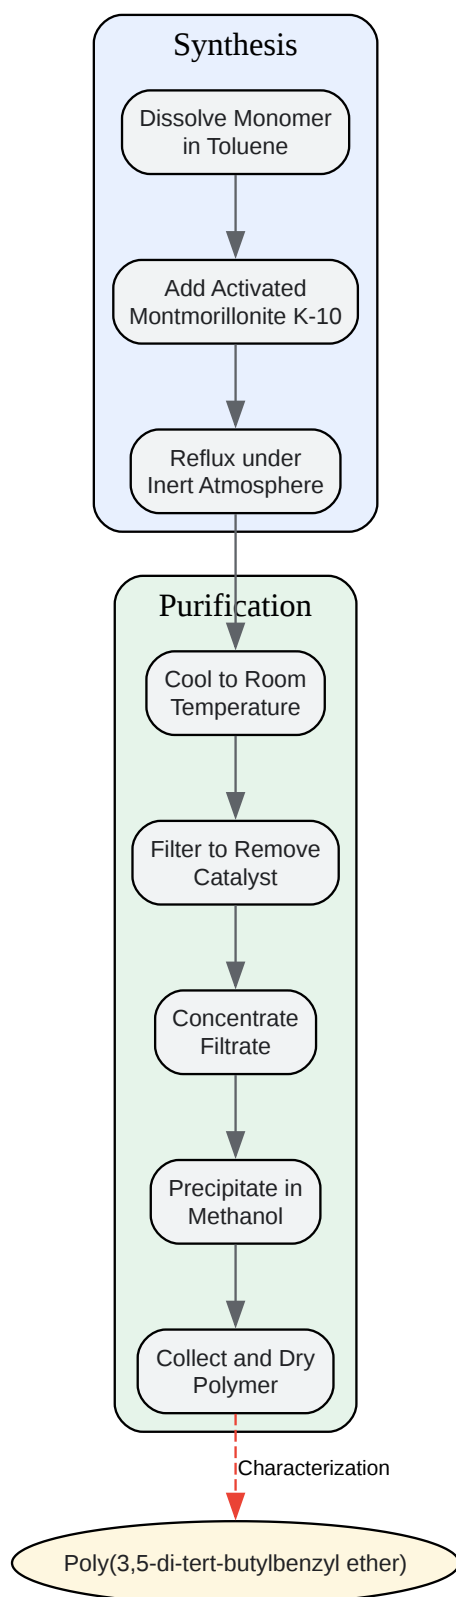 Synthesis
Dissolve Monomer
in Toluene
Add Activated
Montmorillonite K-10
Reflux under
Inert Atmosphere
Purification
Cool to Room
Temperature
Filter to Remove
Catalyst
Concentrate
Filtrate
Precipitate in
Methanol
Collect and Dry
Polymer
Characterization
Poly(3,5-di-tert-butylbenzyl ether)